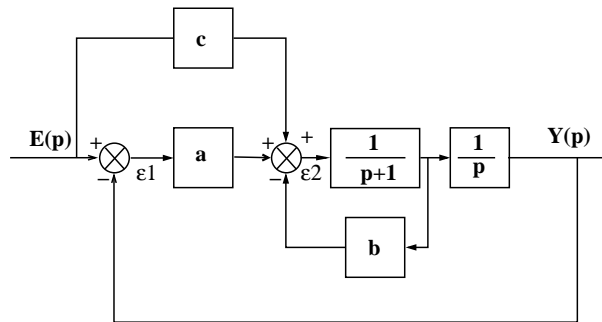 c
E(p)
+
−
ε1
a
+
+
−
ε2
1
p+1
1
p
Y(p)
b